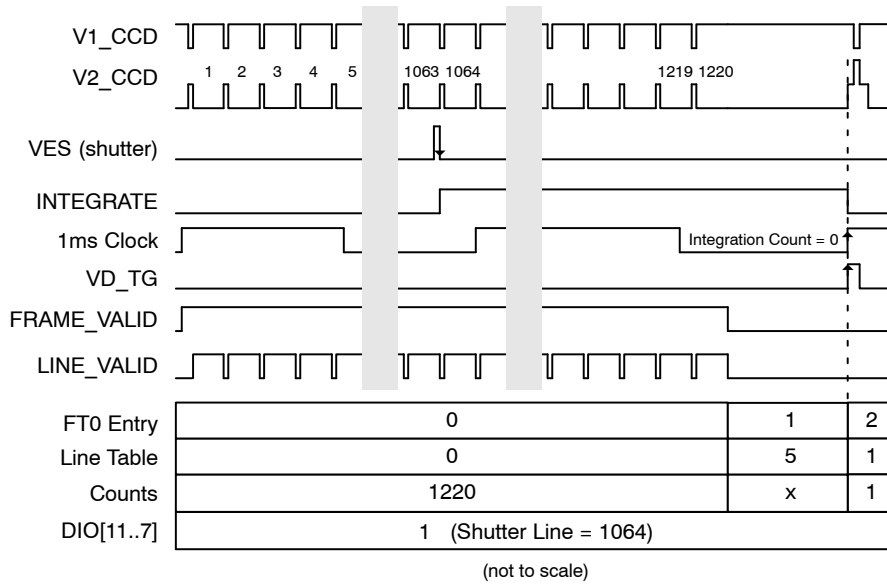 V1_CCD
V2_CCD
1 2 3 4 5 1063 1064 1219 1220
VES (shutter)
INTEGRATE
1ms Clock
Integration Count = 0
VD_TG
FRAME_VALID
LINE_VALID
FT0 Entry 0 1 2
Line Table 0 5 1
Counts 1220 x 1
DIO[11..7] 1 (Shutter Line = 1064)
(not to scale)